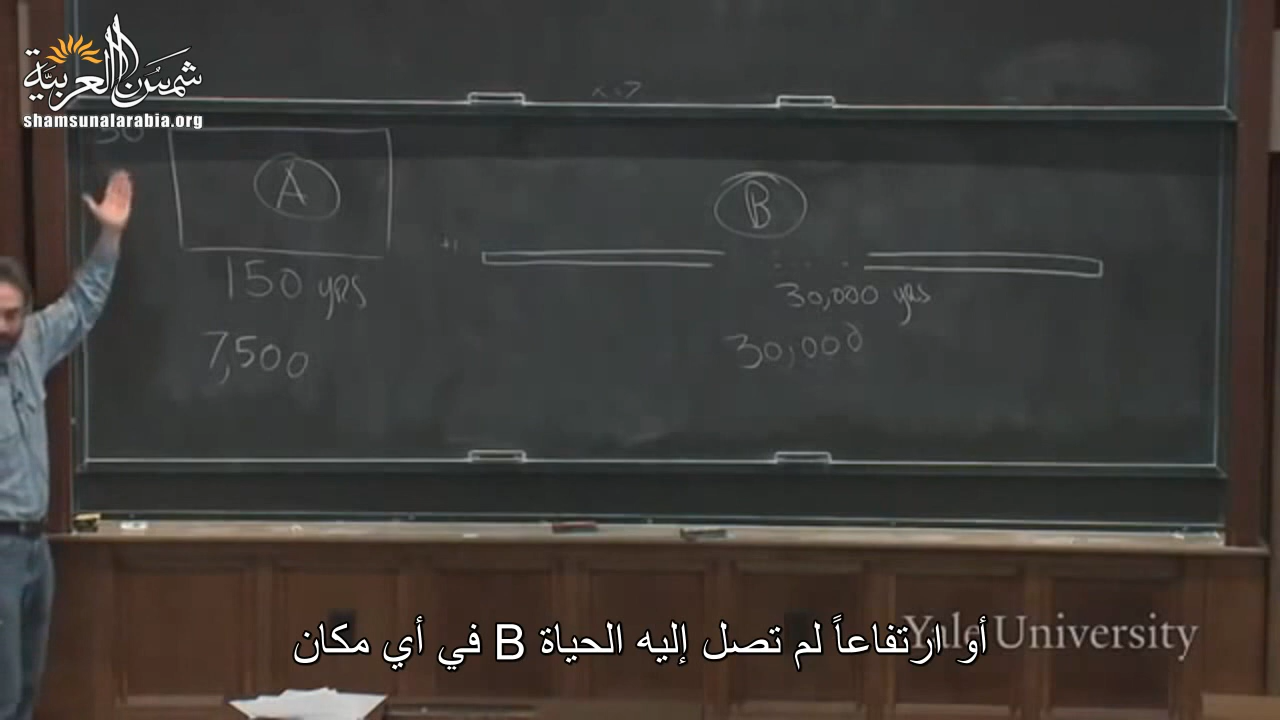 شمس العربية
shamsunalarabia.org
A
150 yrs
7,500
B
+1
30,000 yrs
30,000
أو ارتفاعاً لم تصل إليه الحياة B في أي مكان
Yale University